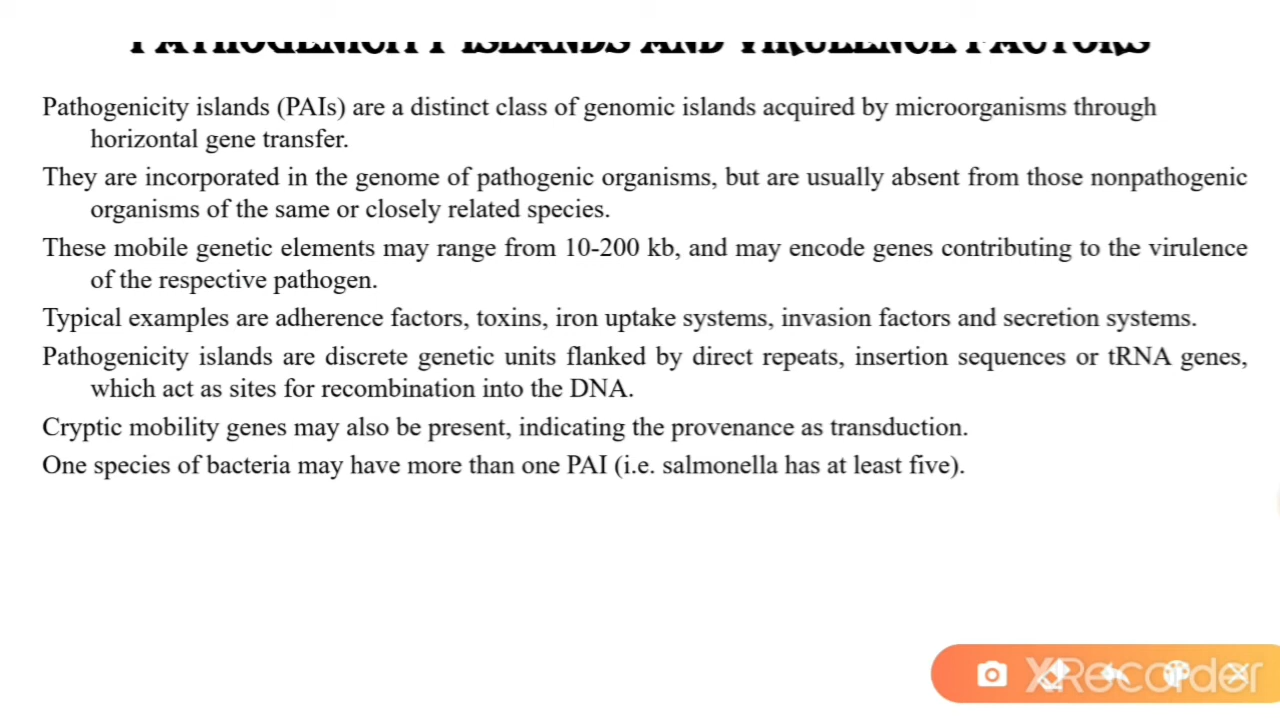 PATHOGENICITY ISLANDS AND VIRULENCE FACTORS
Pathogenicity islands (PAIs) are a distinct class of genomic islands acquired by microorganisms through
horizontal gene transfer.
They are incorporated in the genome of pathogenic organisms, but are usually absent from those nonpathogenic
organisms of the same or closely related species.
These mobile genetic elements may range from 10-200 kb, and may encode genes contributing to the virulence
of the respective pathogen.
Typical examples are adherence factors, toxins, iron uptake systems, invasion factors and secretion systems.
Pathogenicity islands are discrete genetic units flanked by direct repeats, insertion sequences or tRNA genes,
which act as sites for recombination into the DNA.
Cryptic mobility genes may also be present, indicating the provenance as transduction.
One species of bacteria may have more than one PAI (i.e. salmonella has at least five).
XRecorder